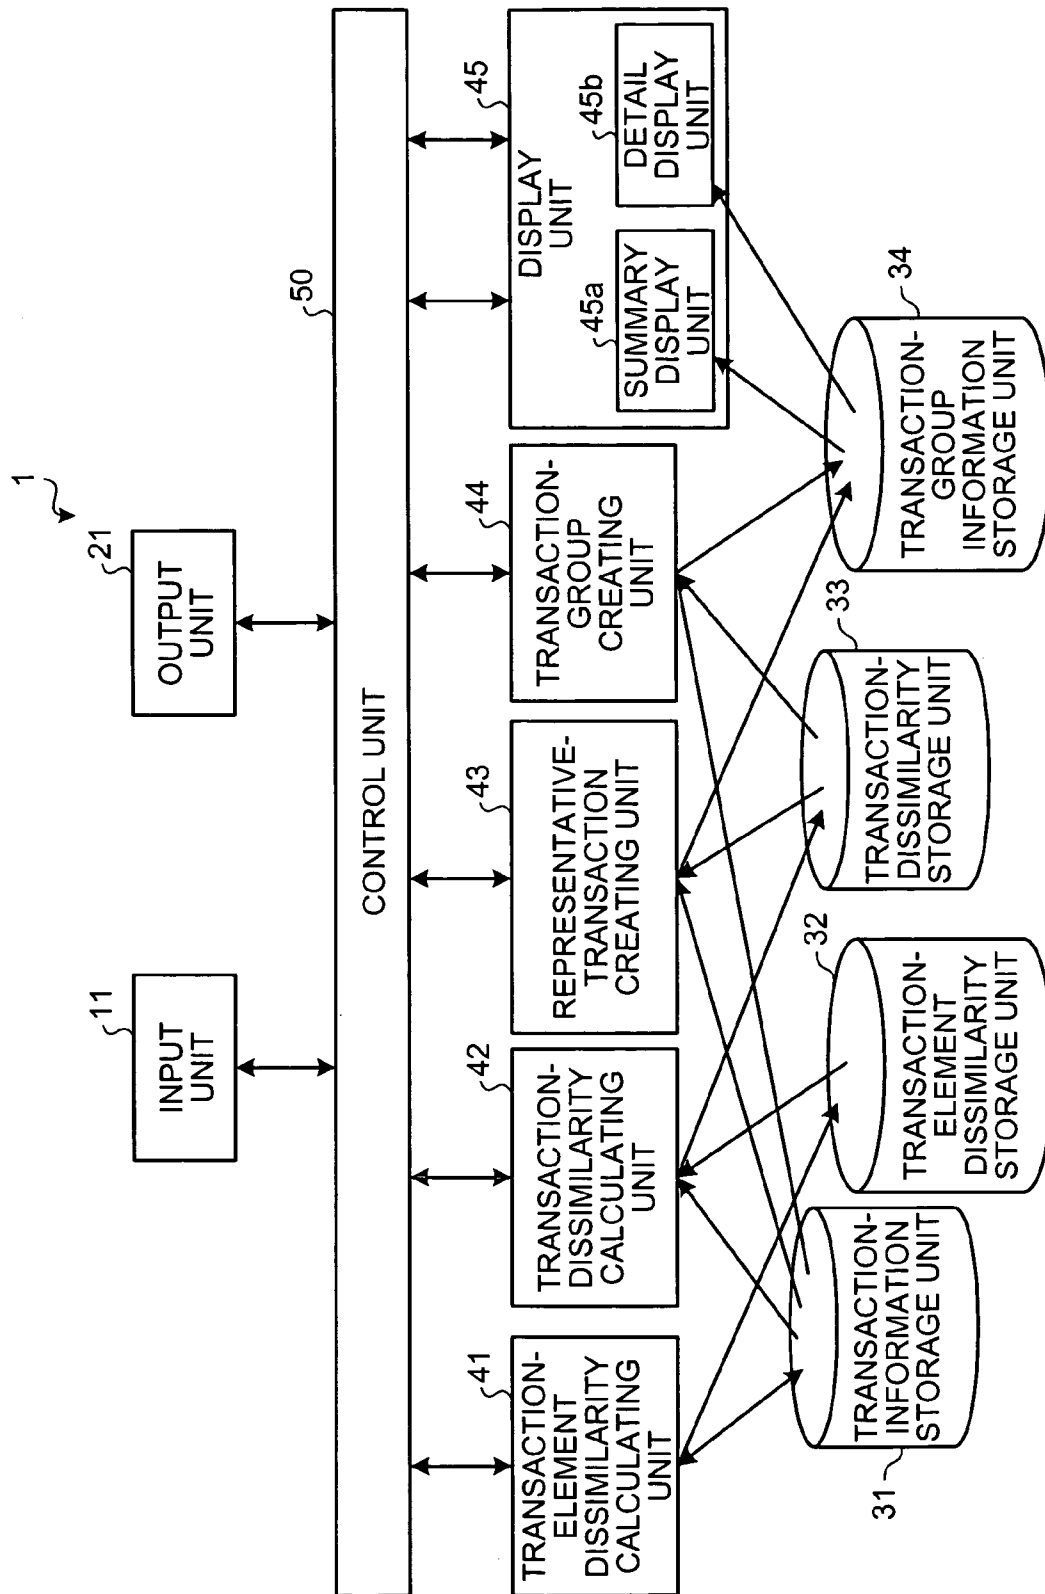 1
11
INPUT
UNIT
21
OUTPUT
UNIT
50
CONTROL UNIT
41
TRANSACTION-
ELEMENT
DISSIMILARITY
CALCULATING
UNIT
42
TRANSACTION-
DISSIMILARITY
CALCULATING
UNIT
43
REPRESENTATIVE-
TRANSACTION
CREATING UNIT
44
TRANSACTION-
GROUP
CREATING
UNIT
45
DISPLAY
UNIT
45a
SUMMARY
DISPLAY
UNIT
45b
DETAIL
DISPLAY
UNIT
31
TRANSACTION-
INFORMATION
STORAGE UNIT
32
TRANSACTION-
ELEMENT
DISSIMILARITY
STORAGE UNIT
33
TRANSACTION-
DISSIMILARITY
STORAGE UNIT
34
TRANSACTION-
GROUP
INFORMATION
STORAGE UNIT